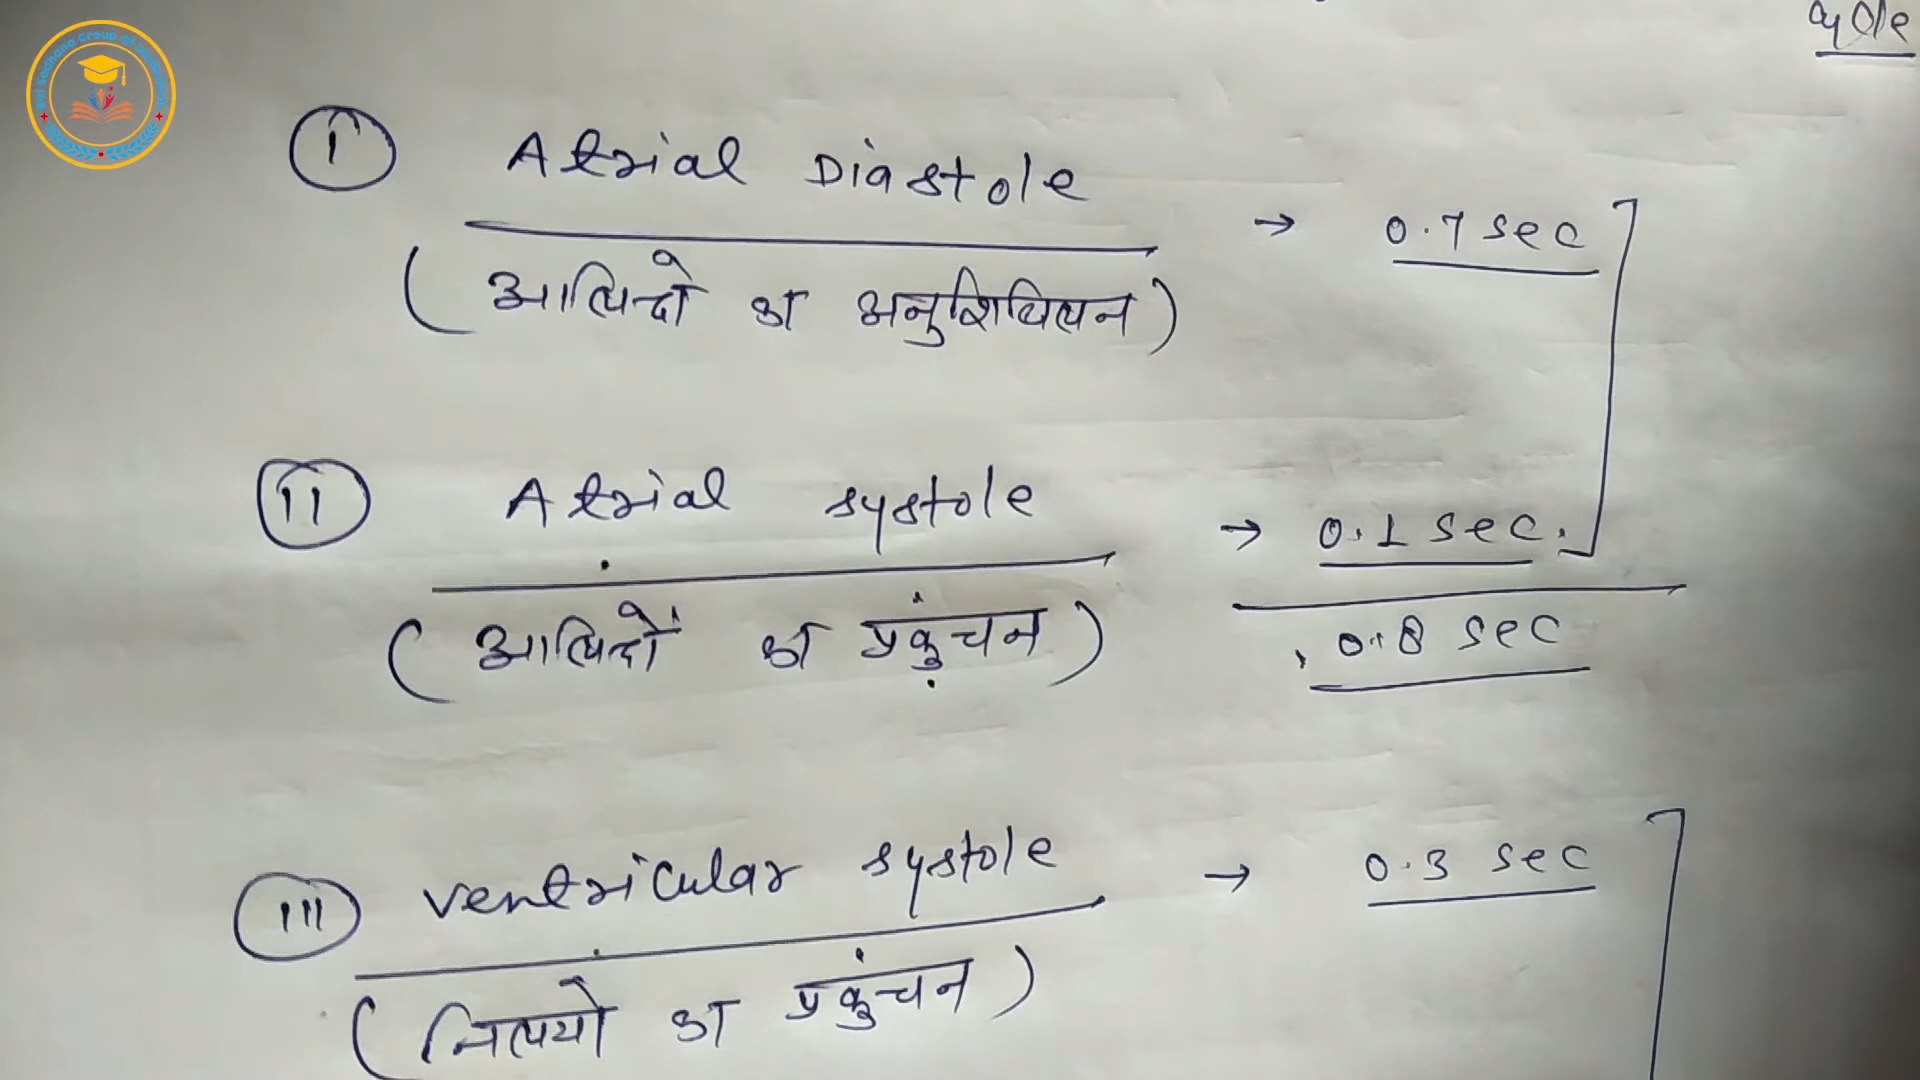 cycle
I Atrial Diastole → 0.7 sec
(आलिन्दो का अनुशिथिलन)
II Atrial systole → 0.1 sec.
0.8 sec
(आलिंदों का प्रकुंचन)
III ventricular systole → 0.3 sec
(निलयो का प्रकुंचन)